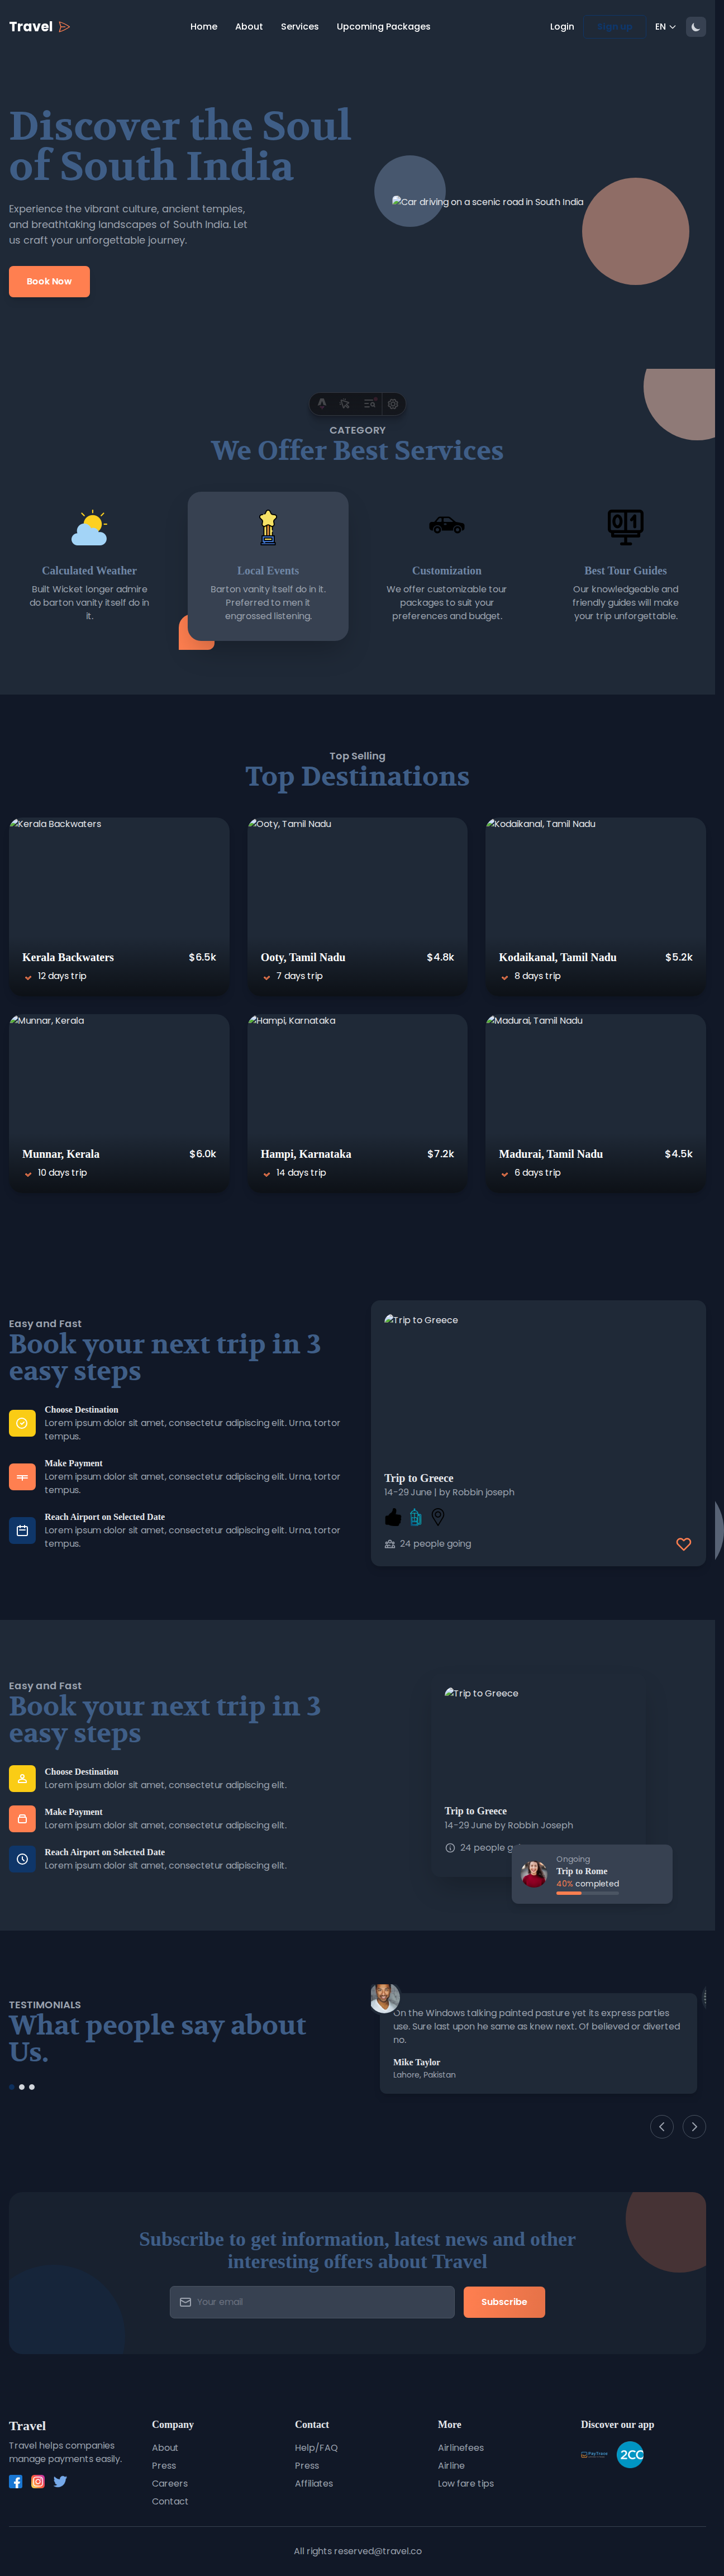 Travel
Home About Services Upcoming Packages
Login Sign up EN
Discover the Soul
of South India
Experience the vibrant culture, ancient temples,
and breathtaking landscapes of South India. Let
us craft your unforgettable journey.
Book Now
Car driving on a scenic road in South India
CATEGORY
We Offer Best Services
Calculated Weather
Built Wicket longer admire
do barton vanity itself do in
it.
Local Events
Barton vanity itself do in it.
Preferred to men it
engrossed listening.
Customization
We offer customizable tour
packages to suit your
preferences and budget.
Best Tour Guides
Our knowledgeable and
friendly guides will make
your trip unforgettable.
Top Selling
Top Destinations
Kerala Backwaters
Kerala Backwaters $6.5k
12 days trip
Ooty, Tamil Nadu
Ooty, Tamil Nadu $4.8k
7 days trip
Kodaikanal, Tamil Nadu
Kodaikanal, Tamil Nadu $5.2k
8 days trip
Munnar, Kerala
Munnar, Kerala $6.0k
10 days trip
Hampi, Karnataka
Hampi, Karnataka $7.2k
14 days trip
Madurai, Tamil Nadu
Madurai, Tamil Nadu $4.5k
6 days trip
Easy and Fast
Book your next trip in 3
easy steps
Choose Destination
Lorem ipsum dolor sit amet, consectetur adipiscing elit. Urna, tortor
tempus.
Make Payment
Lorem ipsum dolor sit amet, consectetur adipiscing elit. Urna, tortor
tempus.
Reach Airport on Selected Date
Lorem ipsum dolor sit amet, consectetur adipiscing elit. Urna, tortor
tempus.
Trip to Greece
Trip to Greece
14-29 June | by Robbin joseph
24 people going
Easy and Fast
Book your next trip in 3
easy steps
Choose Destination
Lorem ipsum dolor sit amet, consectetur adipiscing elit.
Make Payment
Lorem ipsum dolor sit amet, consectetur adipiscing elit.
Reach Airport on Selected Date
Lorem ipsum dolor sit amet, consectetur adipiscing elit.
Trip to Greece
Trip to Greece
14-29 June by Robbin Joseph
24 people
Ongoing
Trip to Rome
40% completed
TESTIMONIALS
What people say about
Us.
On the Windows talking painted pasture yet its express parties
use. Sure last upon he same as knew next. Of believed or diverted
no.
Mike Taylor
Lahore, Pakistan
Subscribe to get information, latest news and other
interesting offers about Travel
Your email
Subscribe
Travel
Travel helps companies
manage payments easily.
Company
About
Press
Careers
Contact
Contact
Help/FAQ
Press
Affiliates
More
Airlinefees
Airline
Low fare tips
Discover our app
2CO
All rights reserved@travel.co